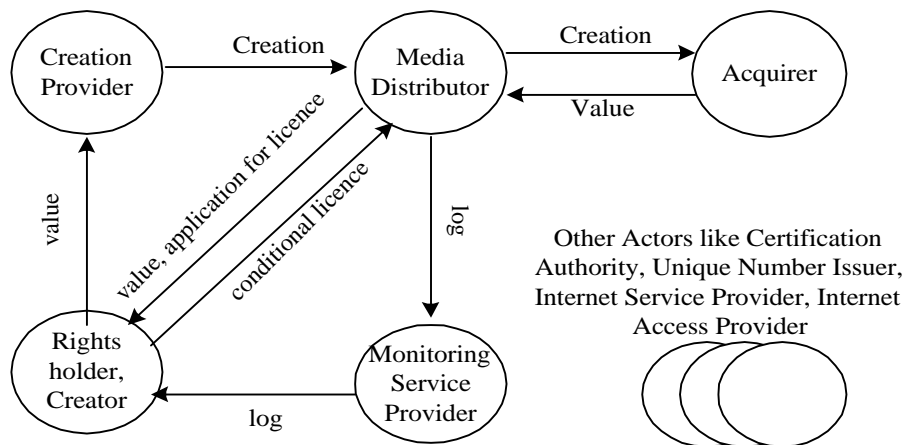 Creation
Provider
Creation
Media
Distributor
Creation
Value
Acquirer
value, application for licence
conditional licence
value
log
Other Actors like Certification
Authority, Unique Number Issuer,
Internet Service Provider, Internet
Access Provider
Rights
holder,
Creator
log
Monitoring
Service
Provider